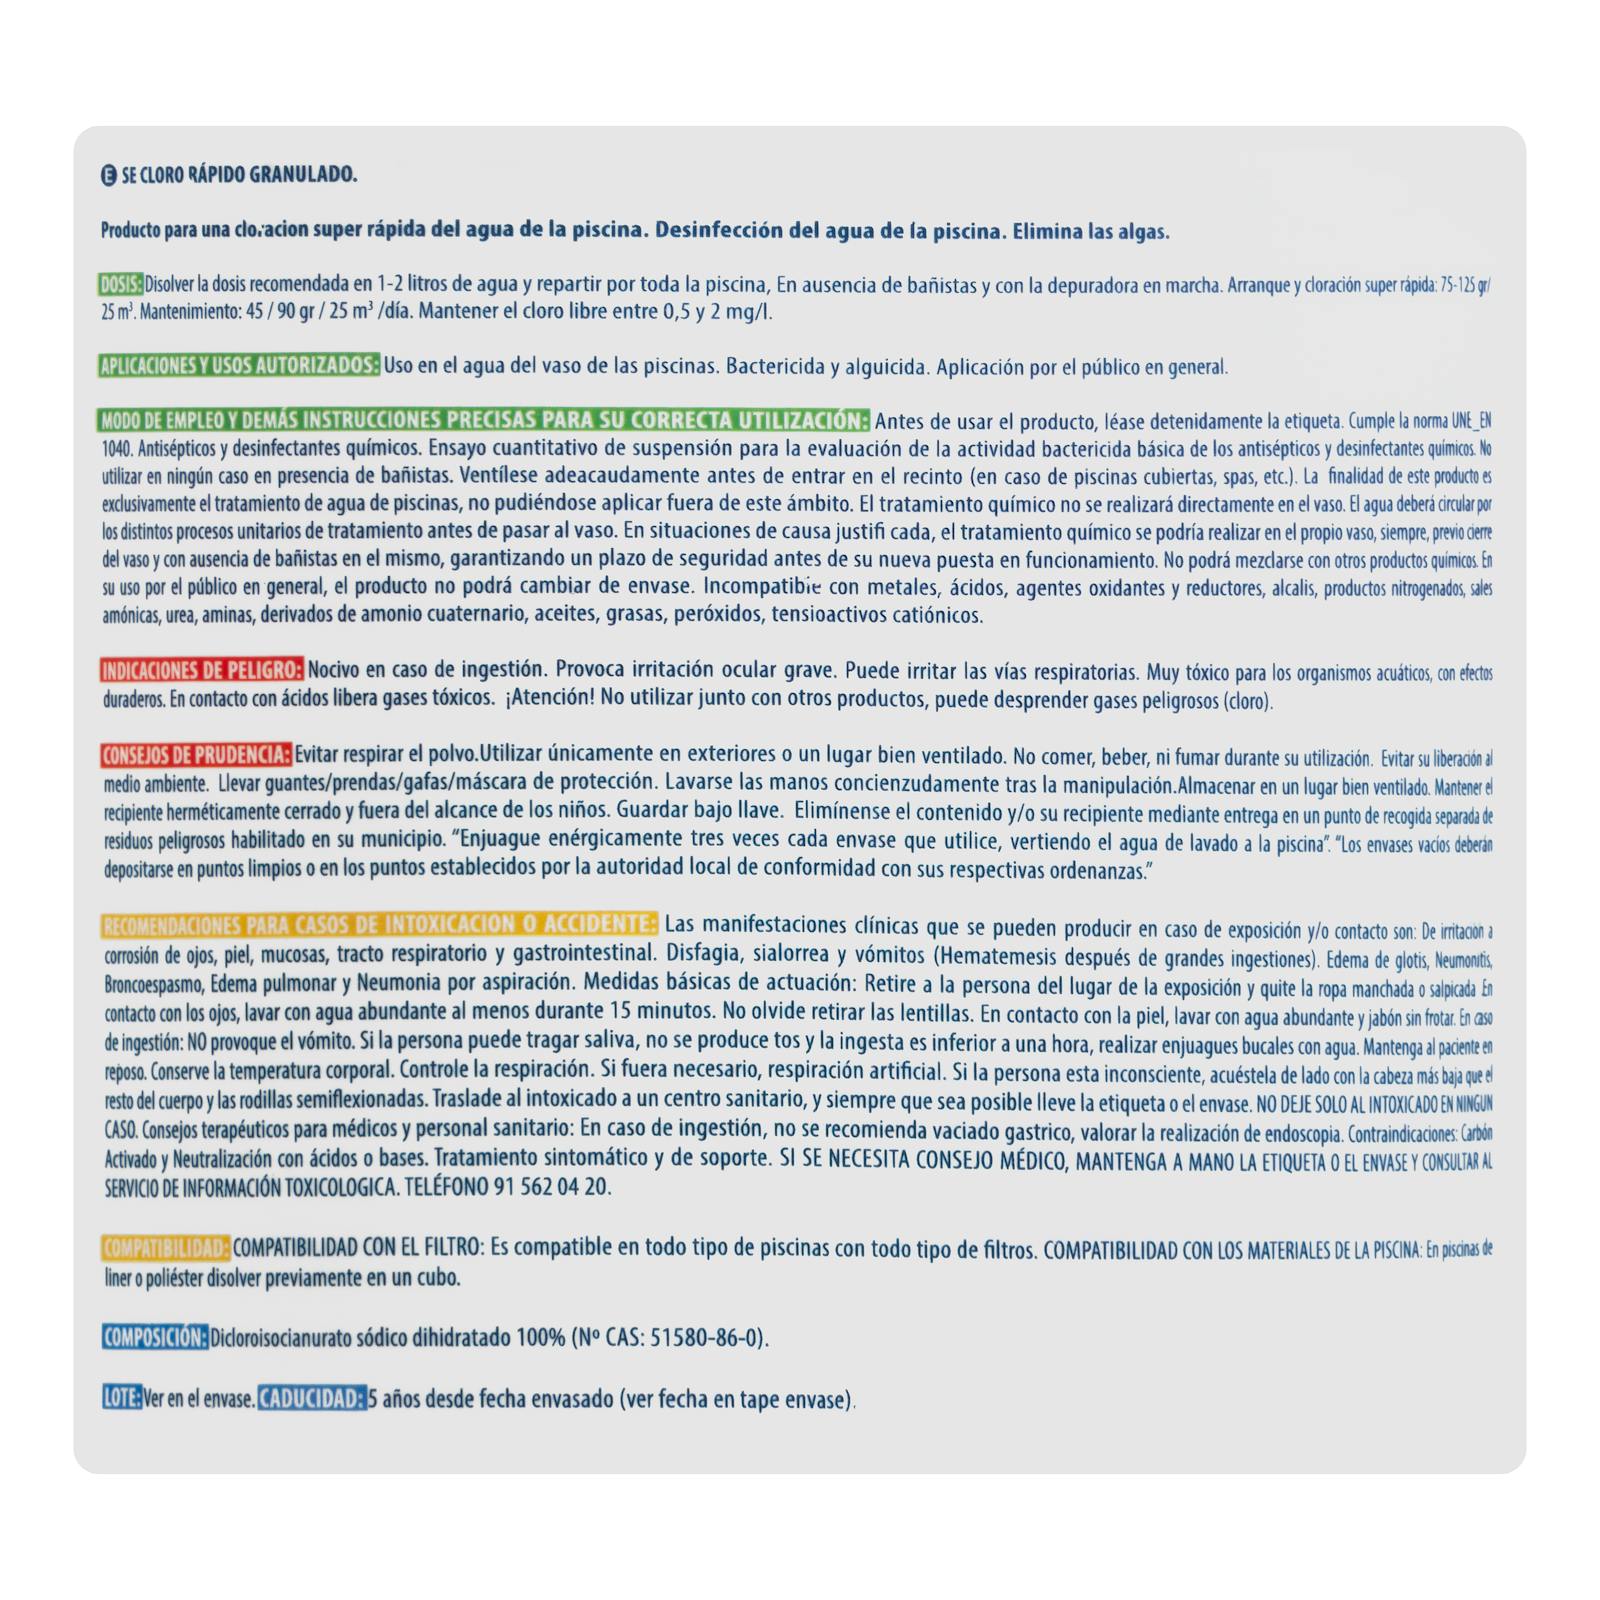 E SE CLORO RÁPIDO GRANULADO.
Producto para una cloracion super rápida del agua de la piscina. Desinfección del agua de la piscina. Elimina las algas.
DOSIS: Disolver la dosis recomendada en 1-2 litros de agua y repartir por toda la piscina, En ausencia de bañistas y con la depuradora en marcha. Arranque y cloración super rápida: 75-125 gr/
25 m³. Mantenimiento: 45 / 90 gr / 25 m³ /día. Mantener el cloro libre entre 0,5 y 2 mg/l.
APLICACIONES Y USOS AUTORIZADOS: Uso en el agua del vaso de las piscinas. Bactericida y alguicida. Aplicación por el público en general.
MODO DE EMPLEO Y DEMÁS INSTRUCCIONES PRECISAS PARA SU CORRECTA UTILIZACIÓN: Antes de usar el producto, léase detenidamente la etiqueta. Cumple la norma UNE_EN
1040. Antisépticos y desinfectantes químicos. Ensayo cuantitativo de suspensión para la evaluación de la actividad bactericida básica de los antisépticos y desinfectantes químicos. No
utilizar en ningún caso en presencia de bañistas. Ventílese adeacaudamente antes de entrar en el recinto (en caso de piscinas cubiertas, spas, etc.). La finalidad de este producto es
exclusivamente el tratamiento de agua de piscinas, no pudiéndose aplicar fuera de este ámbito. El tratamiento químico no se realizará directamente en el vaso. El agua deberá circular por
los distintos procesos unitarios de tratamiento antes de pasar al vaso. En situaciones de causa justifi cada, el tratamiento químico se podría realizar en el propio vaso, siempre, previo cierre
del vaso y con ausencia de bañistas en el mismo, garantizando un plazo de seguridad antes de su nueva puesta en funcionamiento. No podrá mezclarse con otros productos químicos. En
su uso por el público en general, el producto no podrá cambiar de envase. Incompatible con metales, ácidos, agentes oxidantes y reductores, alcalis, productos nitrogenados, sales
amónicas, urea, aminas, derivados de amonio cuaternario, aceites, grasas, peróxidos, tensioactivos catiónicos.
INDICACIONES DE PELIGRO: Nocivo en caso de ingestión. Provoca irritación ocular grave. Puede irritar las vías respiratorias. Muy tóxico para los organismos acuáticos, con efectos
duraderos. En contacto con ácidos libera gases tóxicos. ¡Atención! No utilizar junto con otros productos, puede desprender gases peligrosos (cloro).
CONSEJOS DE PRUDENCIA: Evitar respirar el polvo.Utilizar únicamente en exteriores o un lugar bien ventilado. No comer, beber, ni fumar durante su utilización. Evitar su liberación al
medio ambiente. Llevar guantes/prendas/gafas/máscara de protección. Lavarse las manos concienzudamente tras la manipulación.Almacenar en un lugar bien ventilado. Mantener el
recipiente herméticamente cerrado y fuera del alcance de los niños. Guardar bajo llave. Elimínense el contenido y/o su recipiente mediante entrega en un punto de recogida separada de
residuos peligrosos habilitado en su municipio. “Enjuague enérgicamente tres veces cada envase que utilice, vertiendo el agua de lavado a la piscina”. “Los envases vacíos deberán
depositarse en puntos limpios o en los puntos establecidos por la autoridad local de conformidad con sus respectivas ordenanzas.”
RECOMENDACIONES PARA CASOS DE INTOXICACION O ACCIDENTE: Las manifestaciones clínicas que se pueden producir en caso de exposición y/o contacto son: De irritación a
corrosión de ojos, piel, mucosas, tracto respiratorio y gastrointestinal. Disfagia, sialorrea y vómitos (Hematemesis después de grandes ingestiones). Edema de glotis, Neumonitis,
Broncoespasmo, Edema pulmonar y Neumonia por aspiración. Medidas básicas de actuación: Retire a la persona del lugar de la exposición y quite la ropa manchada o salpicada En
contacto con los ojos, lavar con agua abundante al menos durante 15 minutos. No olvide retirar las lentillas. En contacto con la piel, lavar con agua abundante y jabón sin frotar. En caso
de ingestión: NO provoque el vómito. Si la persona puede tragar saliva, no se produce tos y la ingesta es inferior a una hora, realizar enjuagues bucales con agua. Mantenga al paciente en
reposo. Conserve la temperatura corporal. Controle la respiración. Si fuera necesario, respiración artificial. Si la persona esta inconsciente, acuéstela de lado con la cabeza más baja que el
resto del cuerpo y las rodillas semiflexionadas. Traslade al intoxicado a un centro sanitario, y siempre que sea posible lleve la etiqueta o el envase. NO DEJE SOLO AL INTOXICADO EN NINGUN
CASO. Consejos terapéuticos para médicos y personal sanitario: En caso de ingestión, no se recomienda vaciado gastrico, valorar la realización de endoscopia. Contraindicaciones: Carbón
Activado y Neutralización con ácidos o bases. Tratamiento sintomático y de soporte. SI SE NECESITA CONSEJO MÉDICO, MANTENGA A MANO LA ETIQUETA O EL ENVASE Y CONSULTAR AL
SERVICIO DE INFORMACIÓN TOXICOLOGICA. TELÉFONO 91 562 04 20.
COMPATIBILIDAD: COMPATIBILIDAD CON EL FILTRO: Es compatible en todo tipo de piscinas con todo tipo de filtros. COMPATIBILIDAD CON LOS MATERIALES DE LA PISCINA: En piscinas de
liner o poliéster disolver previamente en un cubo.
COMPOSICIÓN: Dicloroisocianurato sódico dihidratado 100% (Nº CAS: 51580-86-0).
LOTE: Ver en el envase. CADUCIDAD: 5 años desde fecha envasado (ver fecha en tape envase).